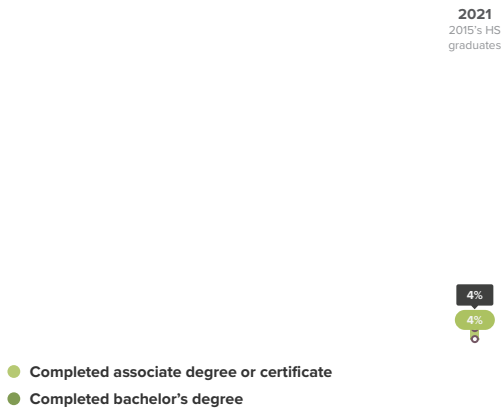 2021
2015's HS
graduates
4%
4%
Completed associate degree or certificate
Completed bachelor's degree